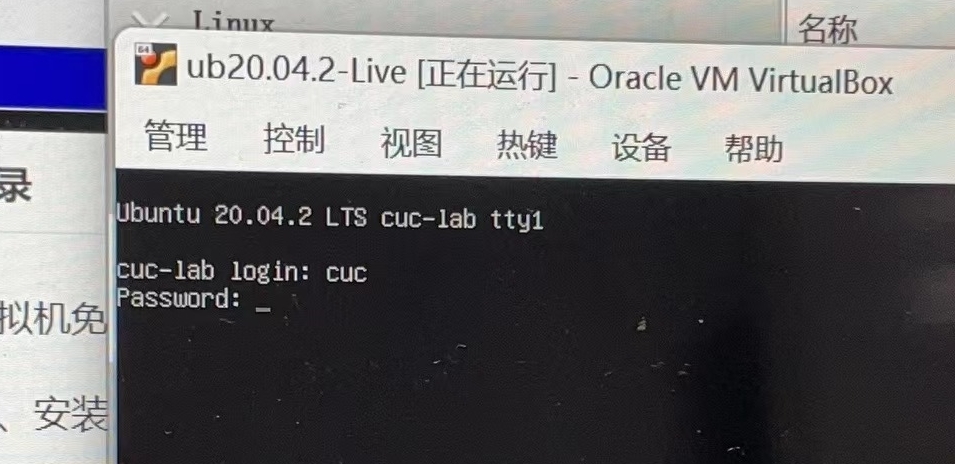 Linux
名称
64
ub20.04.2-Live [正在运行] - Oracle VM VirtualBox
管理 控制 视图 热键 设备 帮助
录
Ubuntu 20.04.2 LTS cuc-lab tty1
cuc-lab login: cuc
Password: _
拟机免
、安装